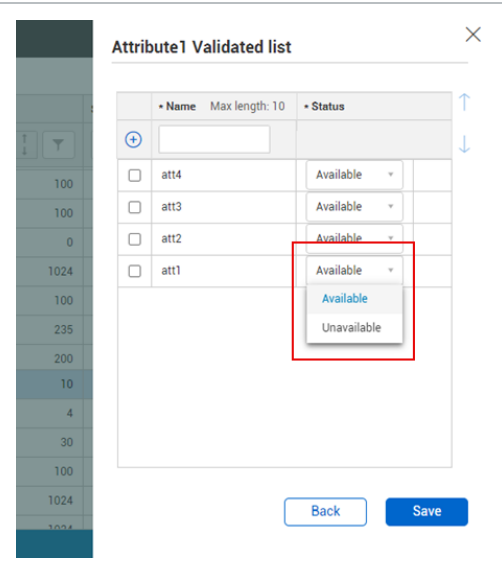 Attribute1 Validated list
• Name Max length: 10 • Status
att4 Available
att3 Available
att2 Available
att1 Available
Available
Unavailable
100
100
0
1024
100
235
200
10
4
30
100
1024
1024
Back Save